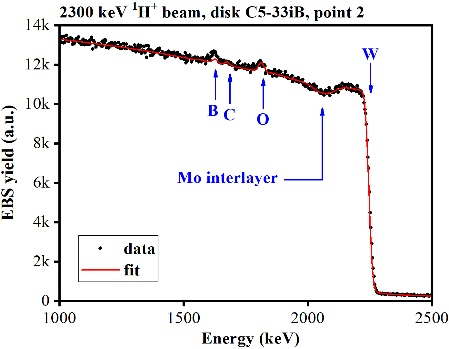 2300 keV ¹H⁺ beam, disk C5-33iB, point 2
14k
12k
10k
8k
6k
4k
2k
0
EBS yield (a.u.)
W
B
C
O
Mo interlayer
data
fit
1000
1500
2000
2500
Energy (keV)